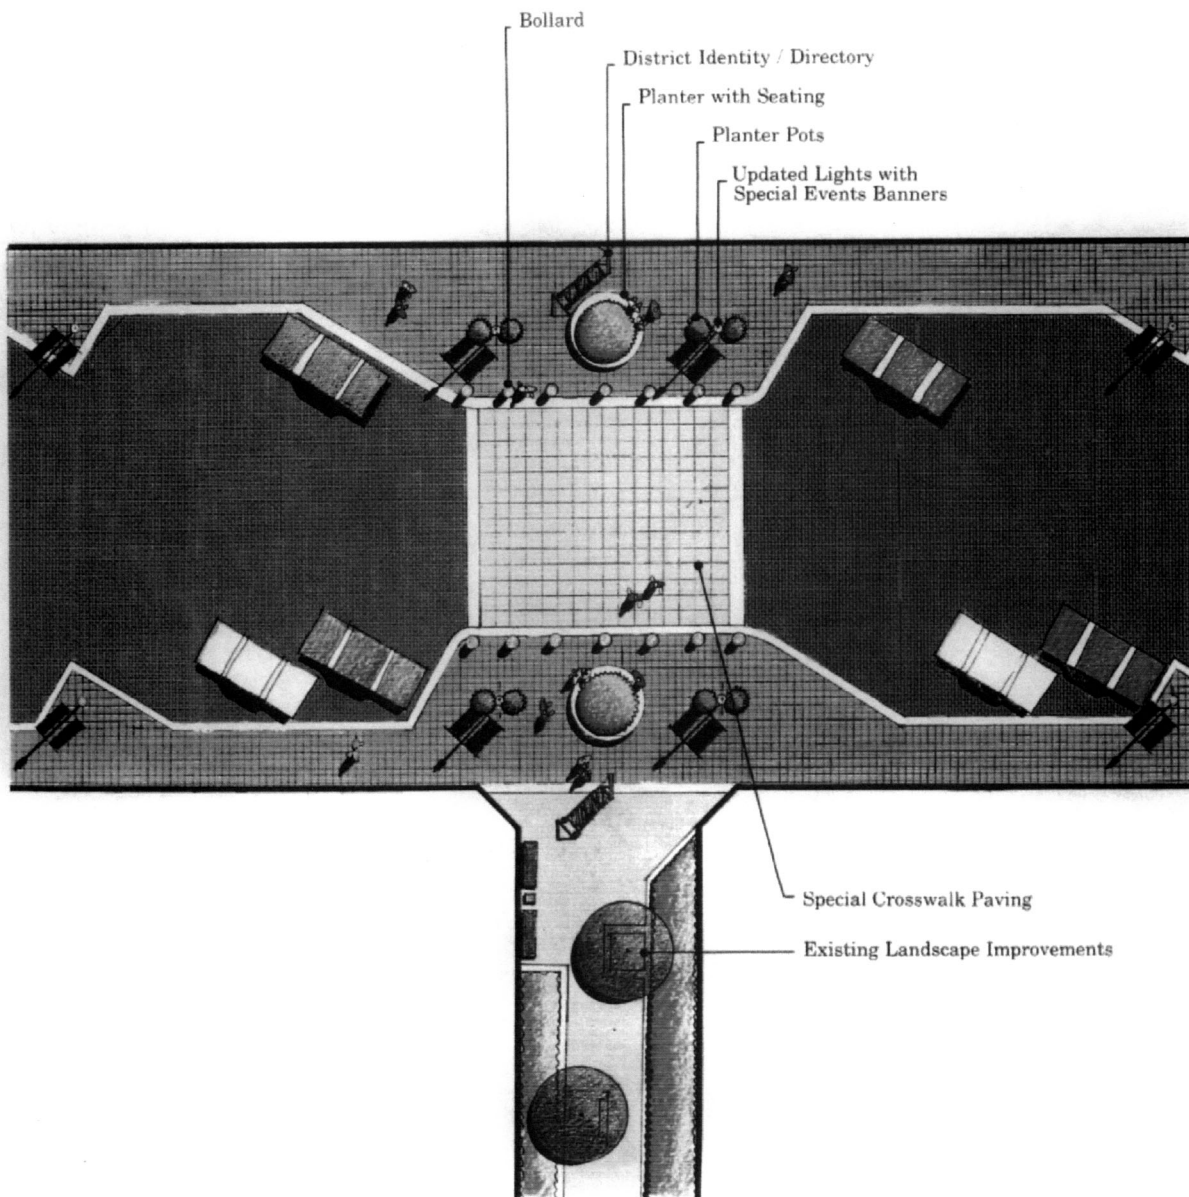 Bollard
District Identity / Directory
Planter with Seating
Planter Pots
Updated Lights with
Special Events Banners
Special Crosswalk Paving
Existing Landscape Improvements